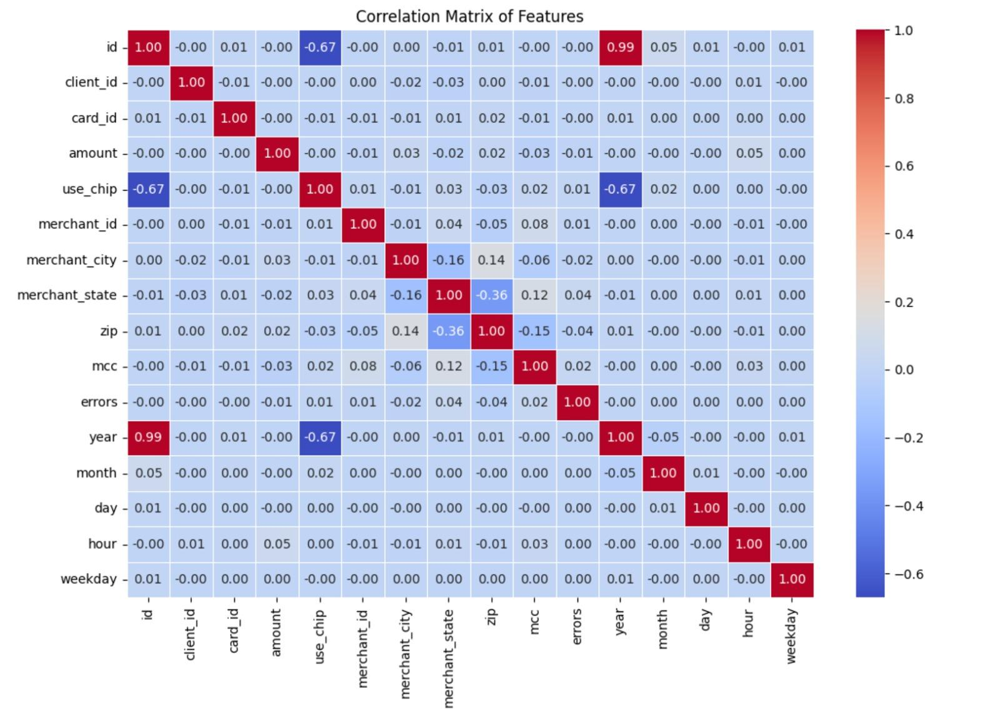 Correlation Matrix of Features
id 1.00 -0.00 0.01 -0.00 -0.67 -0.00 0.00 -0.01 0.01 -0.00 -0.00 0.99 0.05 0.01 -0.00 0.01
client_id -0.00 1.00 -0.01 -0.00 -0.00 0.00 -0.02 -0.03 0.00 -0.01 -0.00 -0.00 -0.00 -0.00 0.01 -0.00
card_id 0.01 -0.01 1.00 -0.00 -0.01 -0.01 -0.01 0.01 0.02 -0.01 -0.00 0.01 0.00 0.00 0.00 0.00
amount -0.00 -0.00 -0.00 1.00 -0.00 -0.01 0.03 -0.02 0.02 -0.03 -0.01 -0.00 -0.00 -0.00 0.05 0.00
use_chip -0.67 -0.00 -0.01 -0.00 1.00 0.01 -0.01 0.03 -0.03 0.02 0.01 -0.67 0.02 0.00 0.00 -0.00
merchant_id -0.00 0.00 -0.01 -0.01 0.01 1.00 -0.01 0.04 -0.05 0.08 0.01 -0.00 0.00 -0.00 -0.01 -0.00
merchant_city 0.00 -0.02 -0.01 0.03 -0.01 -0.01 1.00 -0.16 0.14 -0.06 -0.02 0.00 -0.00 -0.00 -0.01 0.00
merchant_state -0.01 -0.03 0.01 -0.02 0.03 0.04 -0.16 1.00 -0.36 0.12 0.04 -0.01 0.00 0.00 0.01 0.00
zip 0.01 0.00 0.02 0.02 -0.03 -0.05 0.14 -0.36 1.00 -0.15 -0.04 0.01 -0.00 -0.00 -0.01 0.00
mcc -0.00 -0.01 -0.01 -0.03 0.02 0.08 -0.06 0.12 -0.15 1.00 0.02 -0.00 0.00 -0.00 0.03 0.00
errors -0.00 -0.00 -0.00 -0.01 0.01 0.01 -0.02 0.04 -0.04 0.02 1.00 -0.00 0.00 0.00 0.00 0.00
year 0.99 -0.00 0.01 -0.00 -0.67 -0.00 0.00 -0.01 0.01 -0.00 -0.00 1.00 -0.05 -0.00 -0.00 0.01
month 0.05 -0.00 0.00 -0.00 0.02 0.00 -0.00 0.00 -0.00 0.00 0.00 -0.05 1.00 0.01 -0.00 -0.00
day 0.01 -0.00 0.00 -0.00 0.00 -0.00 -0.00 0.00 -0.00 -0.00 0.00 -0.00 0.01 1.00 -0.00 0.00
hour -0.00 0.01 0.00 0.05 0.00 -0.01 -0.01 0.01 -0.01 0.03 0.00 -0.00 -0.00 -0.00 1.00 -0.00
weekday 0.01 -0.00 0.00 0.00 -0.00 -0.00 0.00 0.00 0.00 0.00 0.00 0.01 -0.00 0.00 -0.00 1.00
id client_id card_id amount use_chip merchant_id merchant_city merchant_state zip mcc errors year month day hour weekday
1.0
0.8
0.6
0.4
0.2
0.0
−0.2
−0.4
−0.6